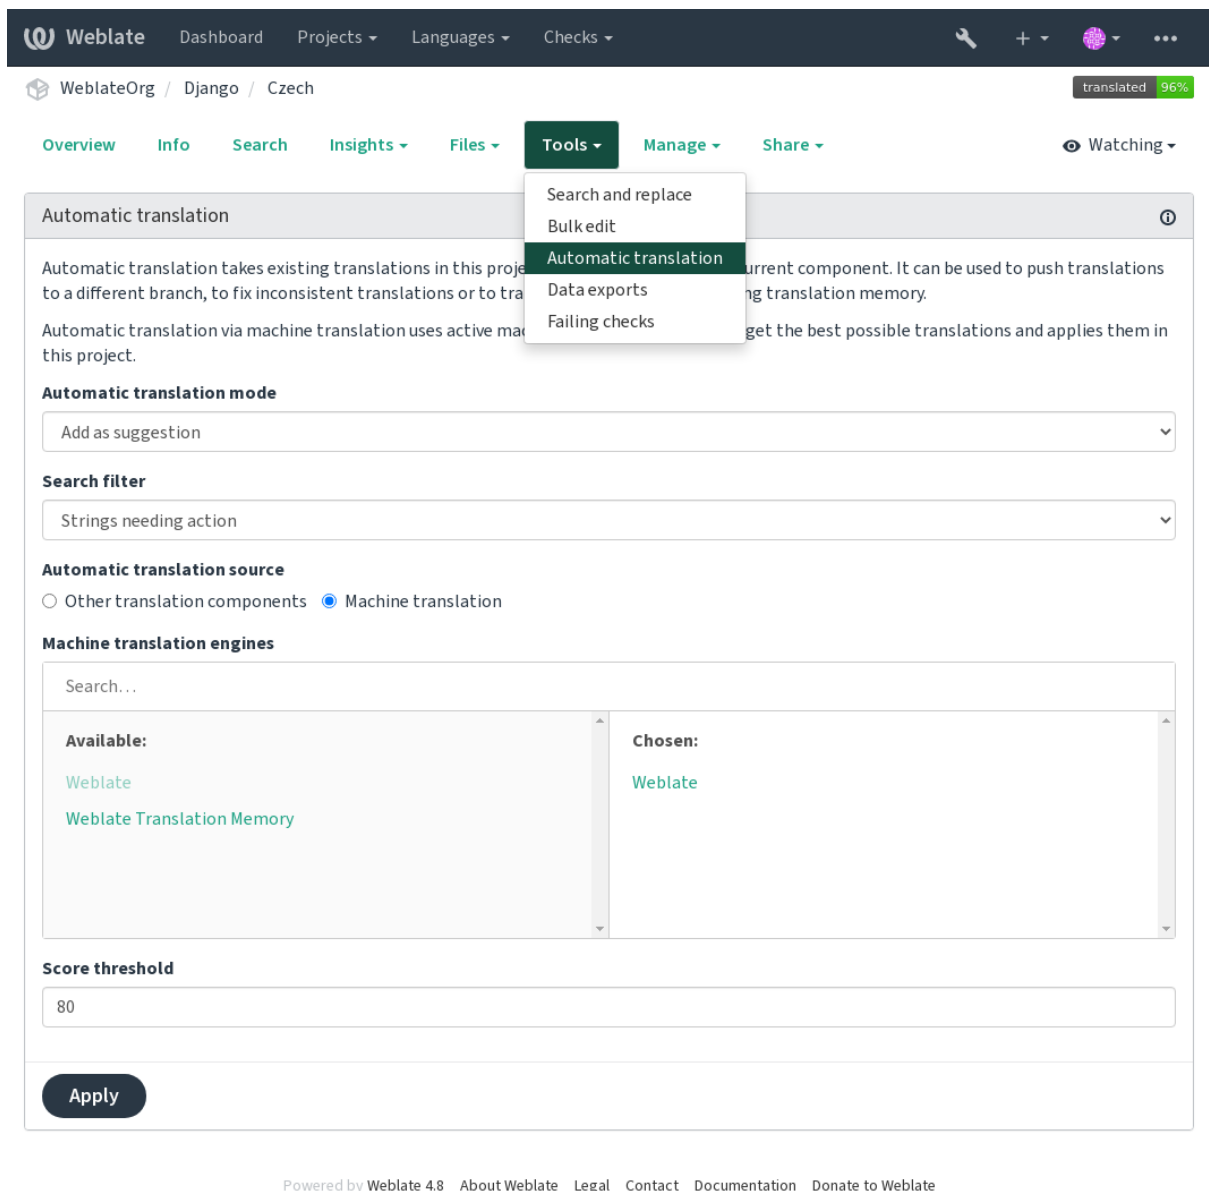 Weblate Dashboard Projects Languages Checks
WeblateOrg / Django / Czech translated 96%
Overview Info Search Insights Files Tools Manage Share Watching
Search and replace
Bulk edit
Automatic translation
Data exports
Failing checks
Automatic translation
Automatic translation takes existing translations in this proje urrent component. It can be used to push translations
to a different branch, to fix inconsistent translations or to tra ng translation memory.
Automatic translation via machine translation uses active mac get the best possible translations and applies them in
this project.
Automatic translation mode
Add as suggestion
Search filter
Strings needing action
Automatic translation source
Other translation components Machine translation
Machine translation engines
Search...
Available: Chosen:
Weblate Weblate
Weblate Translation Memory
Score threshold
80
Apply
Powered by Weblate 4.8 About Weblate Legal Contact Documentation Donate to Weblate